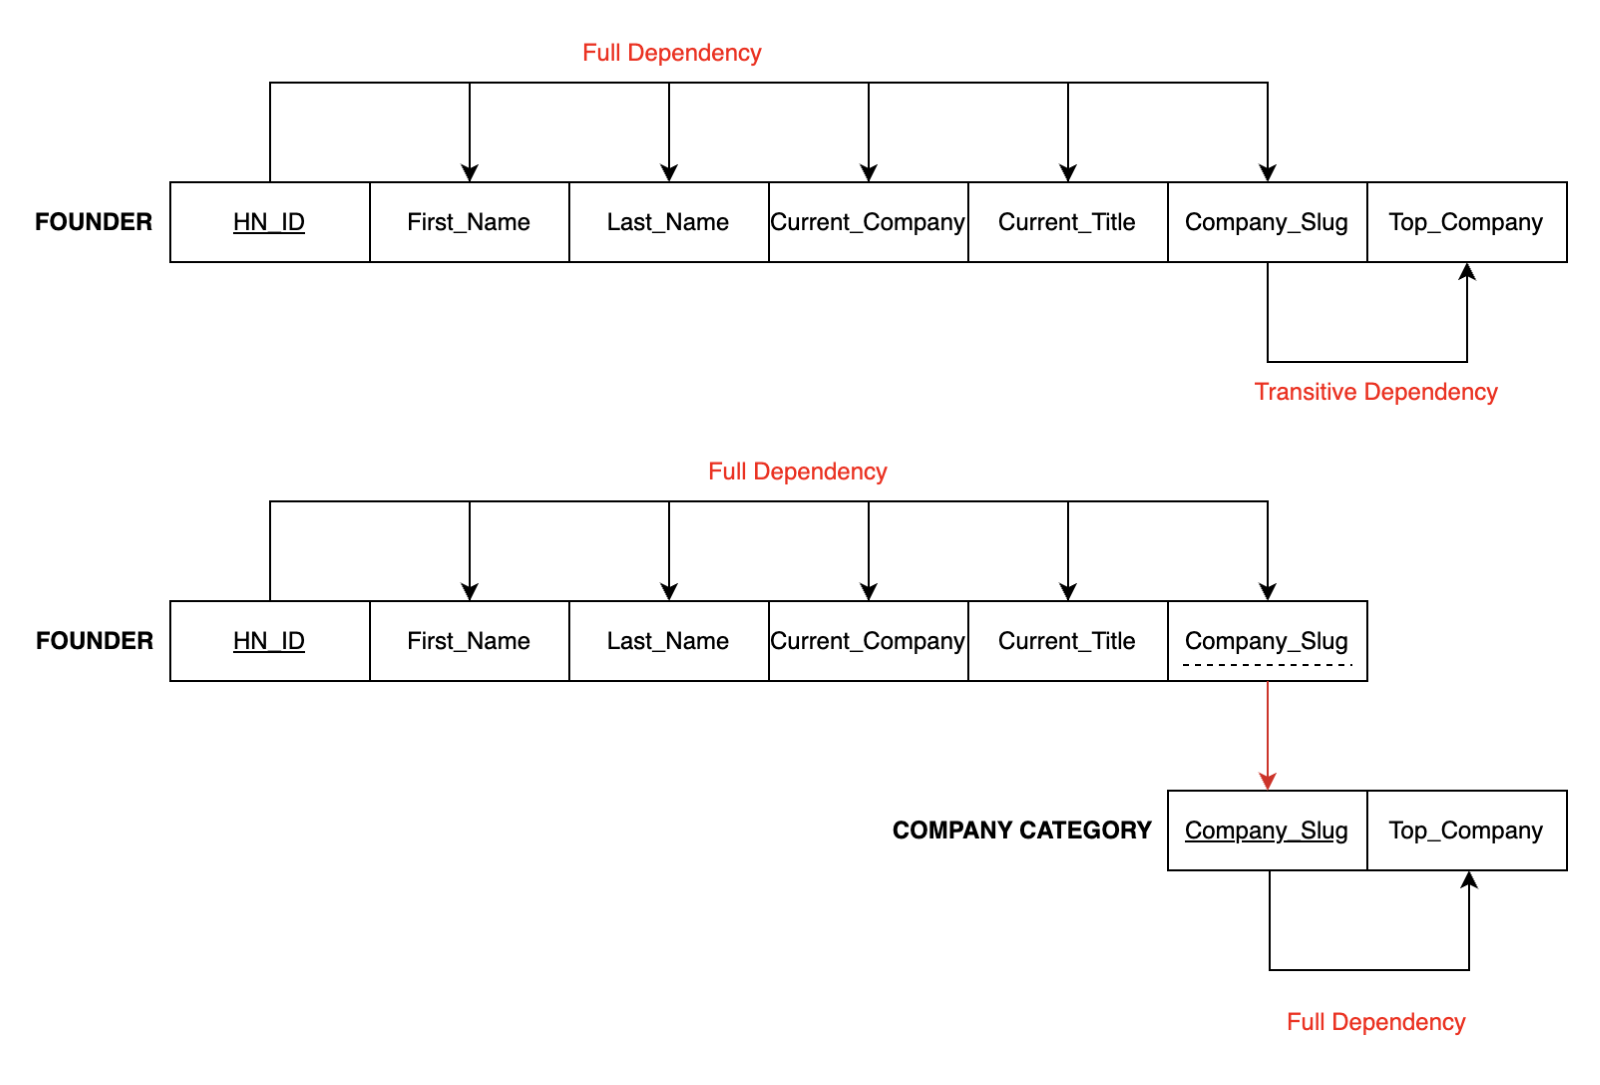 Full Dependency
FOUNDER HN_ID First_Name Last_Name Current_Company Current_Title Company_Slug Top_Company
Transitive Dependency
Full Dependency
FOUNDER HN_ID First_Name Last_Name Current_Company Current_Title Company_Slug
COMPANY CATEGORY Company_Slug Top_Company
Full Dependency